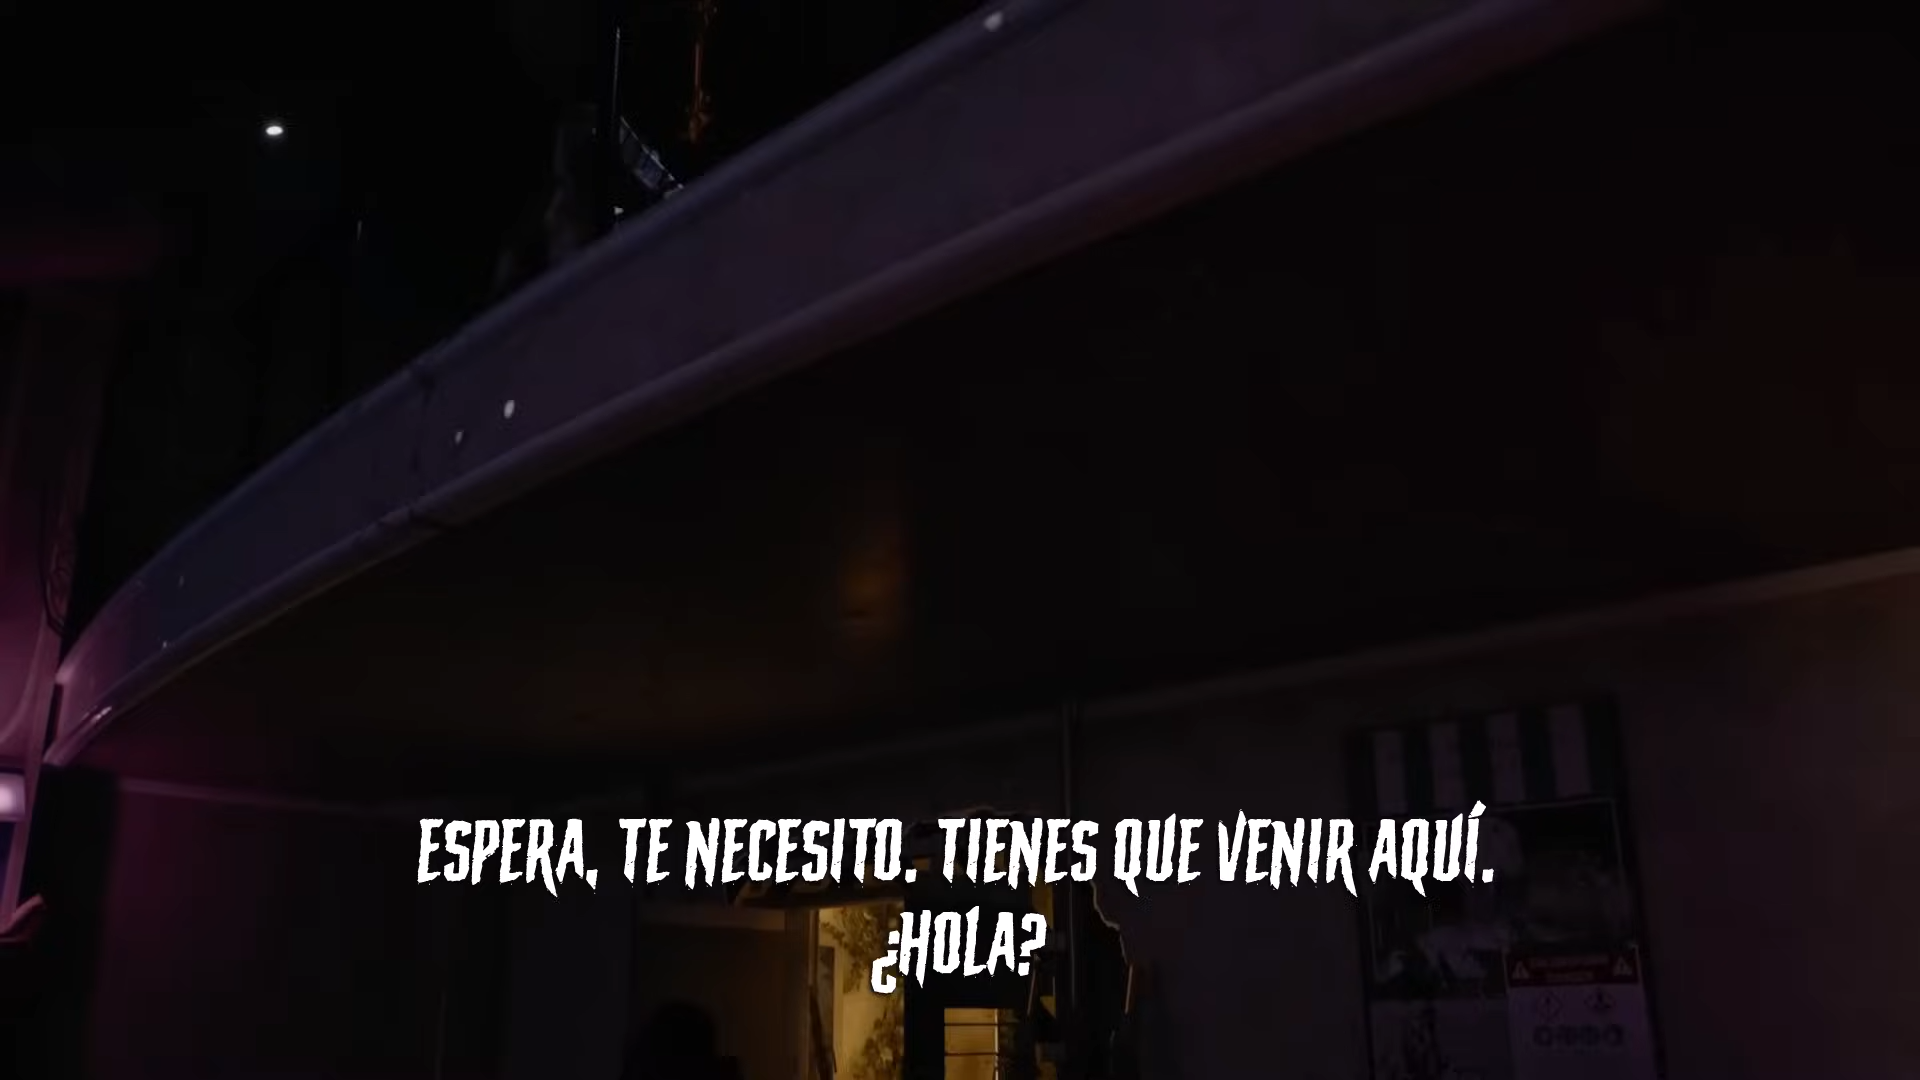 ESPERA, TE NECESITO. TIENES QUE VENIR AQUÍ.
¿HOLA?